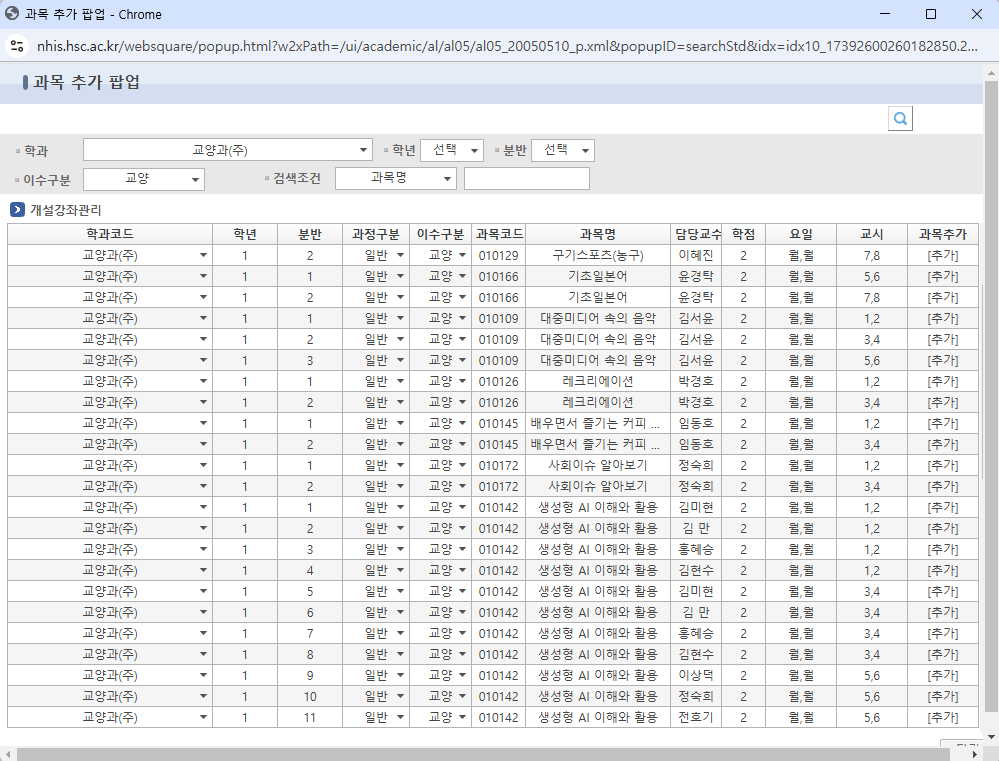 과목 추가 팝업 - Chrome
nhis.hsc.ac.kr/websquare/popup.html?w2xPath=/ui/academic/al/al05/al05_20050510_p.xml&popupID=searchStd&idx=idx10_17392600260182850.2...
과목 추가 팝업
학과 교양과(주) 학년 선택 분반 선택
이수구분 교양 검색조건 과목명
개설강좌관리
학과코드 학년 분반 과정구분 이수구분 과목코드 과목명 담당교수 학점 요일 교시 과목추가
교양과(주) 1 2 일반 교양 010129 구기스포츠(농구) 이혜진 2 월,월 7,8 [추가]
교양과(주) 1 1 일반 교양 010166 기초일본어 윤경탁 2 월,월 5,6 [추가]
교양과(주) 1 2 일반 교양 010166 기초일본어 윤경탁 2 월,월 7,8 [추가]
교양과(주) 1 1 일반 교양 010109 대중미디어 속의 음악 김서윤 2 월,월 1,2 [추가]
교양과(주) 1 2 일반 교양 010109 대중미디어 속의 음악 김서윤 2 월,월 3,4 [추가]
교양과(주) 1 3 일반 교양 010109 대중미디어 속의 음악 김서윤 2 월,월 5,6 [추가]
교양과(주) 1 1 일반 교양 010126 레크리에이션 박경호 2 월,월 1,2 [추가]
교양과(주) 1 2 일반 교양 010126 레크리에이션 박경호 2 월,월 3,4 [추가]
교양과(주) 1 1 일반 교양 010145 배우면서 즐기는 커피 ... 임동호 2 월,월 1,2 [추가]
교양과(주) 1 2 일반 교양 010145 배우면서 즐기는 커피 ... 임동호 2 월,월 3,4 [추가]
교양과(주) 1 1 일반 교양 010172 사회이슈 알아보기 정숙희 2 월,월 1,2 [추가]
교양과(주) 1 2 일반 교양 010172 사회이슈 알아보기 정숙희 2 월,월 3,4 [추가]
교양과(주) 1 1 일반 교양 010142 생성형 AI 이해와 활용 김미현 2 월,월 1,2 [추가]
교양과(주) 1 2 일반 교양 010142 생성형 AI 이해와 활용 김 만 2 월,월 1,2 [추가]
교양과(주) 1 3 일반 교양 010142 생성형 AI 이해와 활용 홍혜승 2 월,월 1,2 [추가]
교양과(주) 1 4 일반 교양 010142 생성형 AI 이해와 활용 김현수 2 월,월 1,2 [추가]
교양과(주) 1 5 일반 교양 010142 생성형 AI 이해와 활용 김미현 2 월,월 3,4 [추가]
교양과(주) 1 6 일반 교양 010142 생성형 AI 이해와 활용 김 만 2 월,월 3,4 [추가]
교양과(주) 1 7 일반 교양 010142 생성형 AI 이해와 활용 홍혜승 2 월,월 3,4 [추가]
교양과(주) 1 8 일반 교양 010142 생성형 AI 이해와 활용 김현수 2 월,월 3,4 [추가]
교양과(주) 1 9 일반 교양 010142 생성형 AI 이해와 활용 이상덕 2 월,월 5,6 [추가]
교양과(주) 1 10 일반 교양 010142 생성형 AI 이해와 활용 정숙희 2 월,월 5,6 [추가]
교양과(주) 1 11 일반 교양 010142 생성형 AI 이해와 활용 전호기 2 월,월 5,6 [추가]